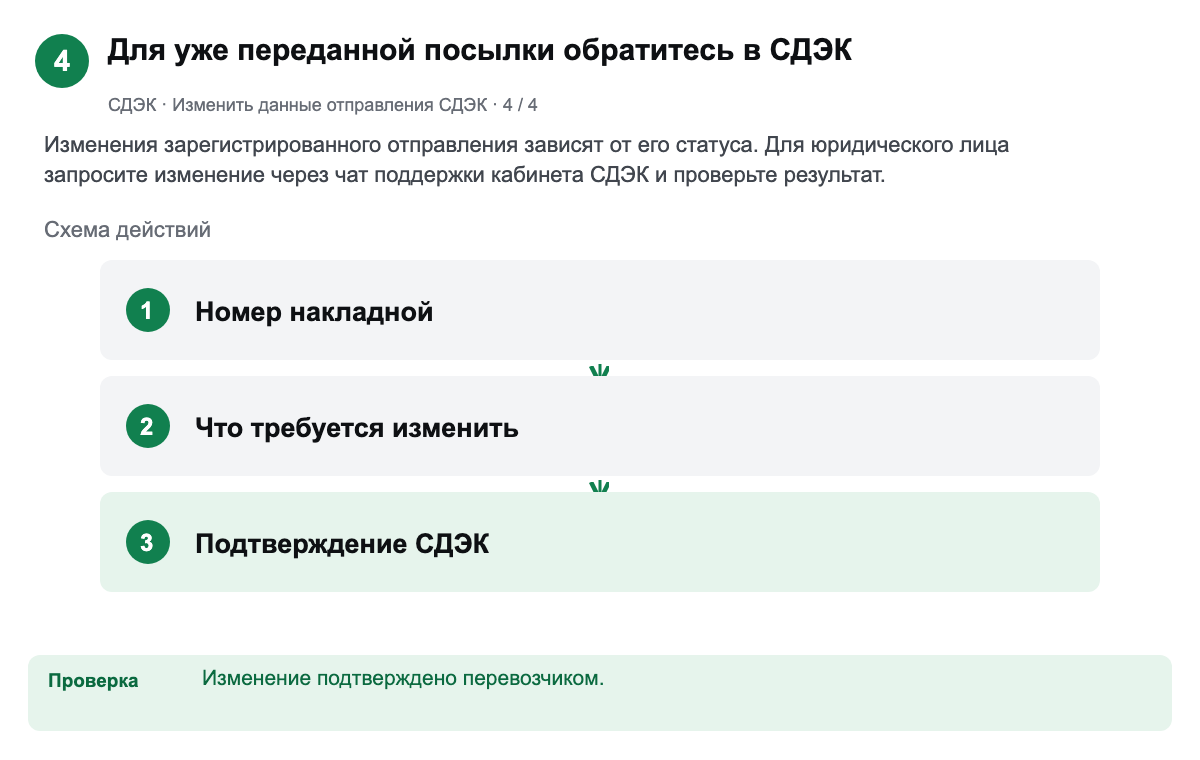 4
Для уже переданной посылки обратитесь в СДЭК
СДЭК · Изменить данные отправления СДЭК · 4 / 4
Изменения зарегистрированного отправления зависят от его статуса. Для юридического лица
запросите изменение через чат поддержки кабинета СДЭК и проверьте результат.
Схема действий
1 Номер накладной
2 Что требуется изменить
3 Подтверждение СДЭК
Проверка Изменение подтверждено перевозчиком.